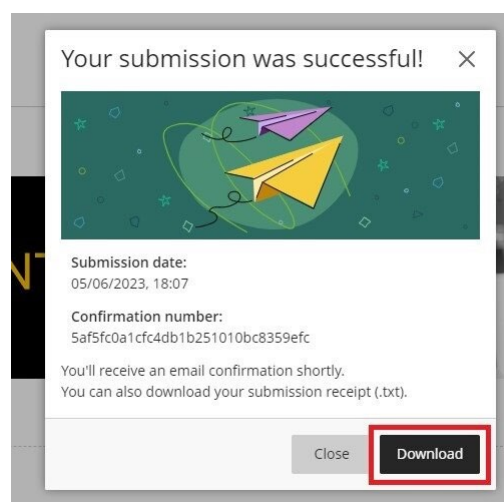 Your submission was successful!
NT
Submission date:
05/06/2023, 18:07
Confirmation number:
5af5fc0a1cfc4db1b251010bc8359efc
You'll receive an email confirmation shortly.
You can also download your submission receipt (.txt).
Close Download